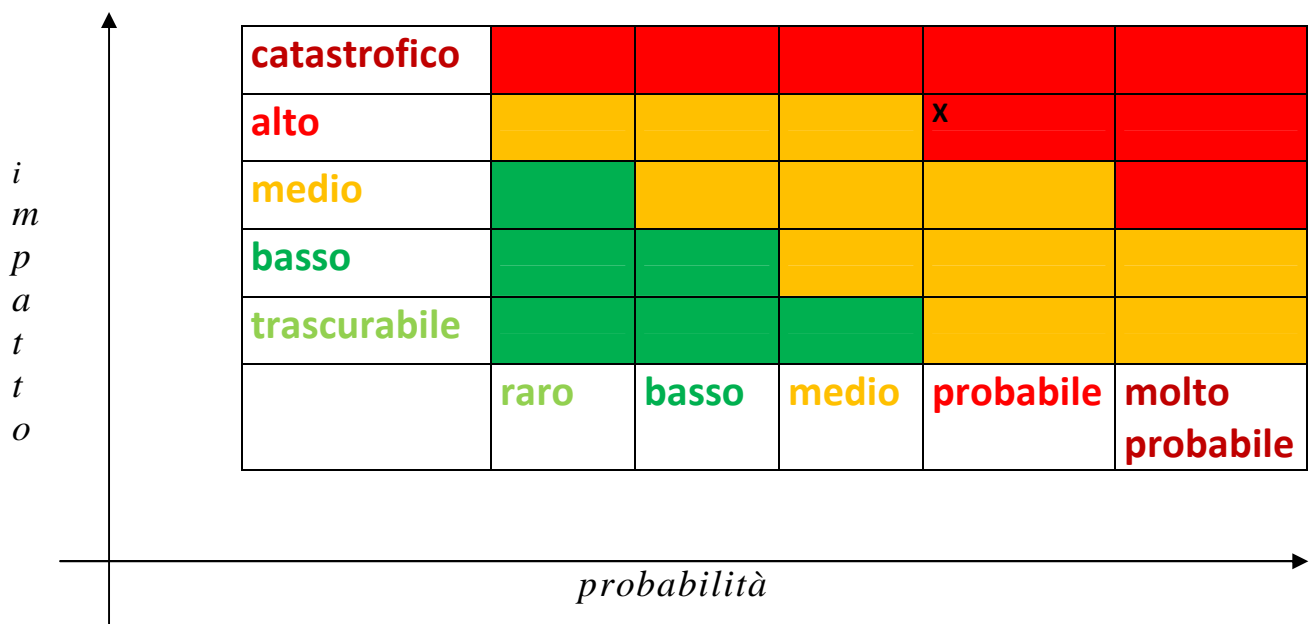 catastrofico
alto
x
medio
basso
trascurabile
raro basso medio probabile molto
probabile
i
m
p
a
t
t
o
probabilità